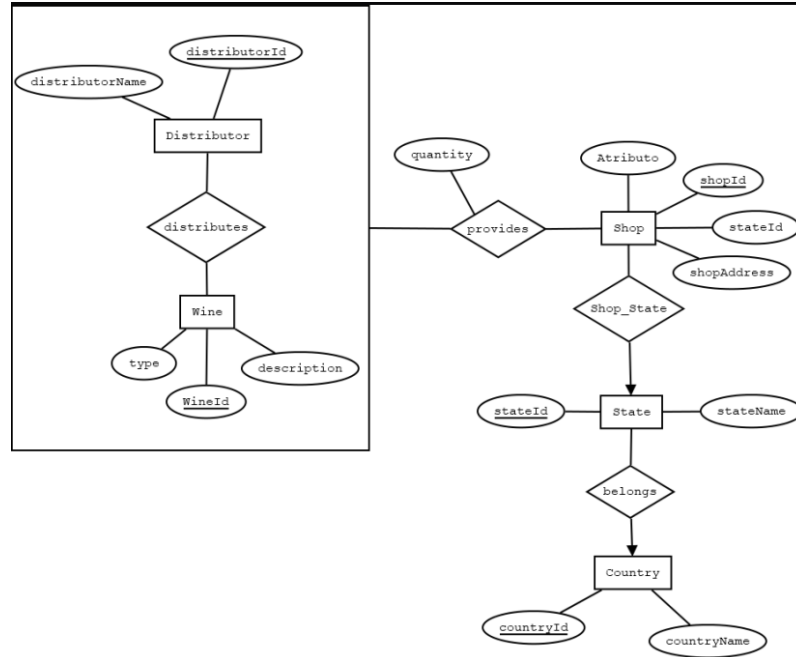 distributorId
distributorName
Distributor
quantity
Atributo
shopId
distributes
provides
Shop
stateId
shopAddress
Wine
Shop_State
type
description
WineId
stateId
State
stateName
belongs
Country
countryId
countryName